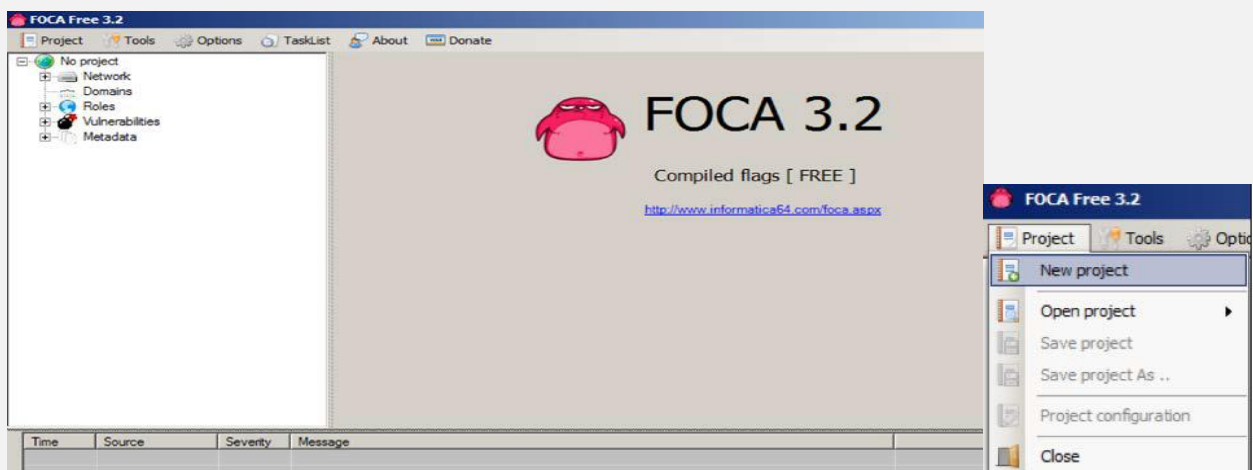 FOCA Free 3.2
Project Tools Options TaskList About Donate
No project
Network
Domains
Roles
Vulnerabilities
Metadata
FOCA 3.2
Compiled flags [ FREE ]
http://www.informatica64.com/foca.aspx
Time Source Severity Message
FOCA Free 3.2
Project Tools Optio
New project
Open project
Save project
Save project As ..
Project configuration
Close